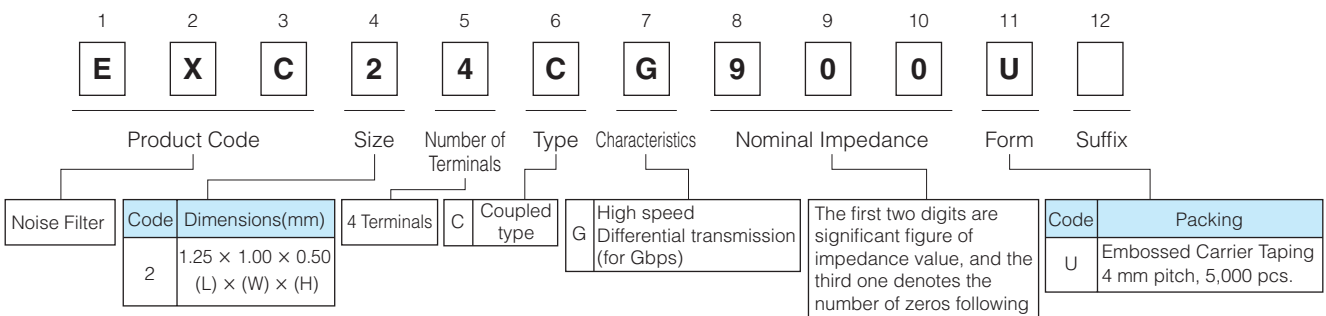 1 2 3 4 5 6 7 8 9 10 11 12
E X C 2 4 C G 9 0 0 U
Product Code Size Number of Terminals Type Characteristics Nominal Impedance Form Suffix
Noise Filter
Code Dimensions(mm)
2 1.25 × 1.00 × 0.50
(L) × (W) × (H)
4 Terminals
C Coupled
type
G High speed
Differential transmission
(for Gbps)
The first two digits are
significant figure of
impedance value, and the
third one denotes the
number of zeros following
Code Packing
U Embossed Carrier Taping
4 mm pitch, 5,000 pcs.